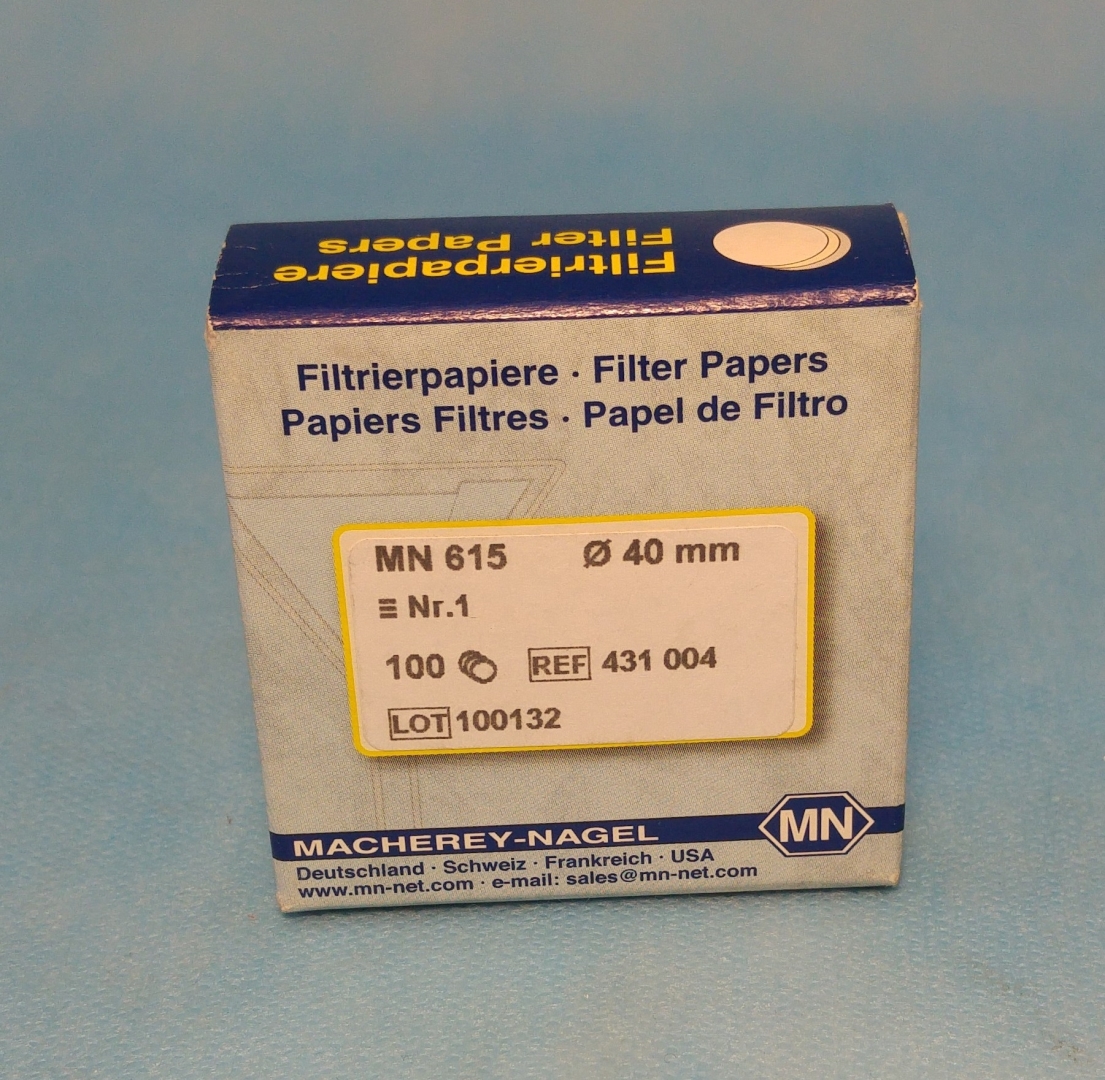 Filtrierpapiere
Filter Papers
Filtrierpapiere · Filter Papers
Papiers Filtres · Papel de Filtro
MN 615 Ø 40 mm
≡ Nr.1
100 REF 431 004
LOT 100132
MACHEREY-NAGEL
MN
Deutschland · Schweiz · Frankreich · USA
www.mn-net.com · e-mail: sales@mn-net.com